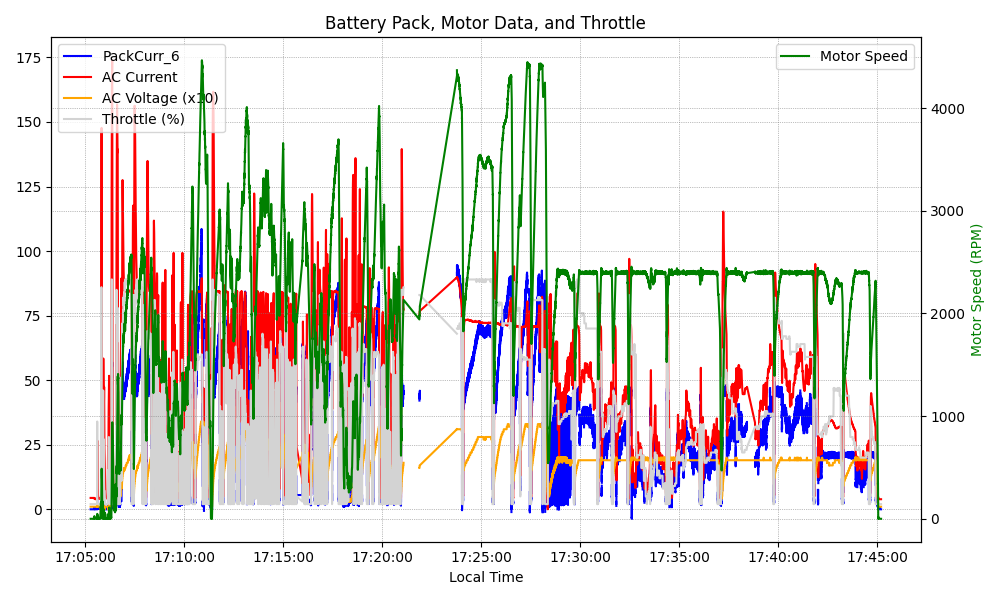 Battery Pack, Motor Data, and Throttle
PackCurr_6
AC Current
AC Voltage (x10)
Throttle (%)
Motor Speed
175
150
125
100
75
50
25
0
4000
3000
2000
1000
0
Motor Speed (RPM)
17:05:00
17:10:00
17:15:00
17:20:00
17:25:00
17:30:00
17:35:00
17:40:00
17:45:00
Local Time